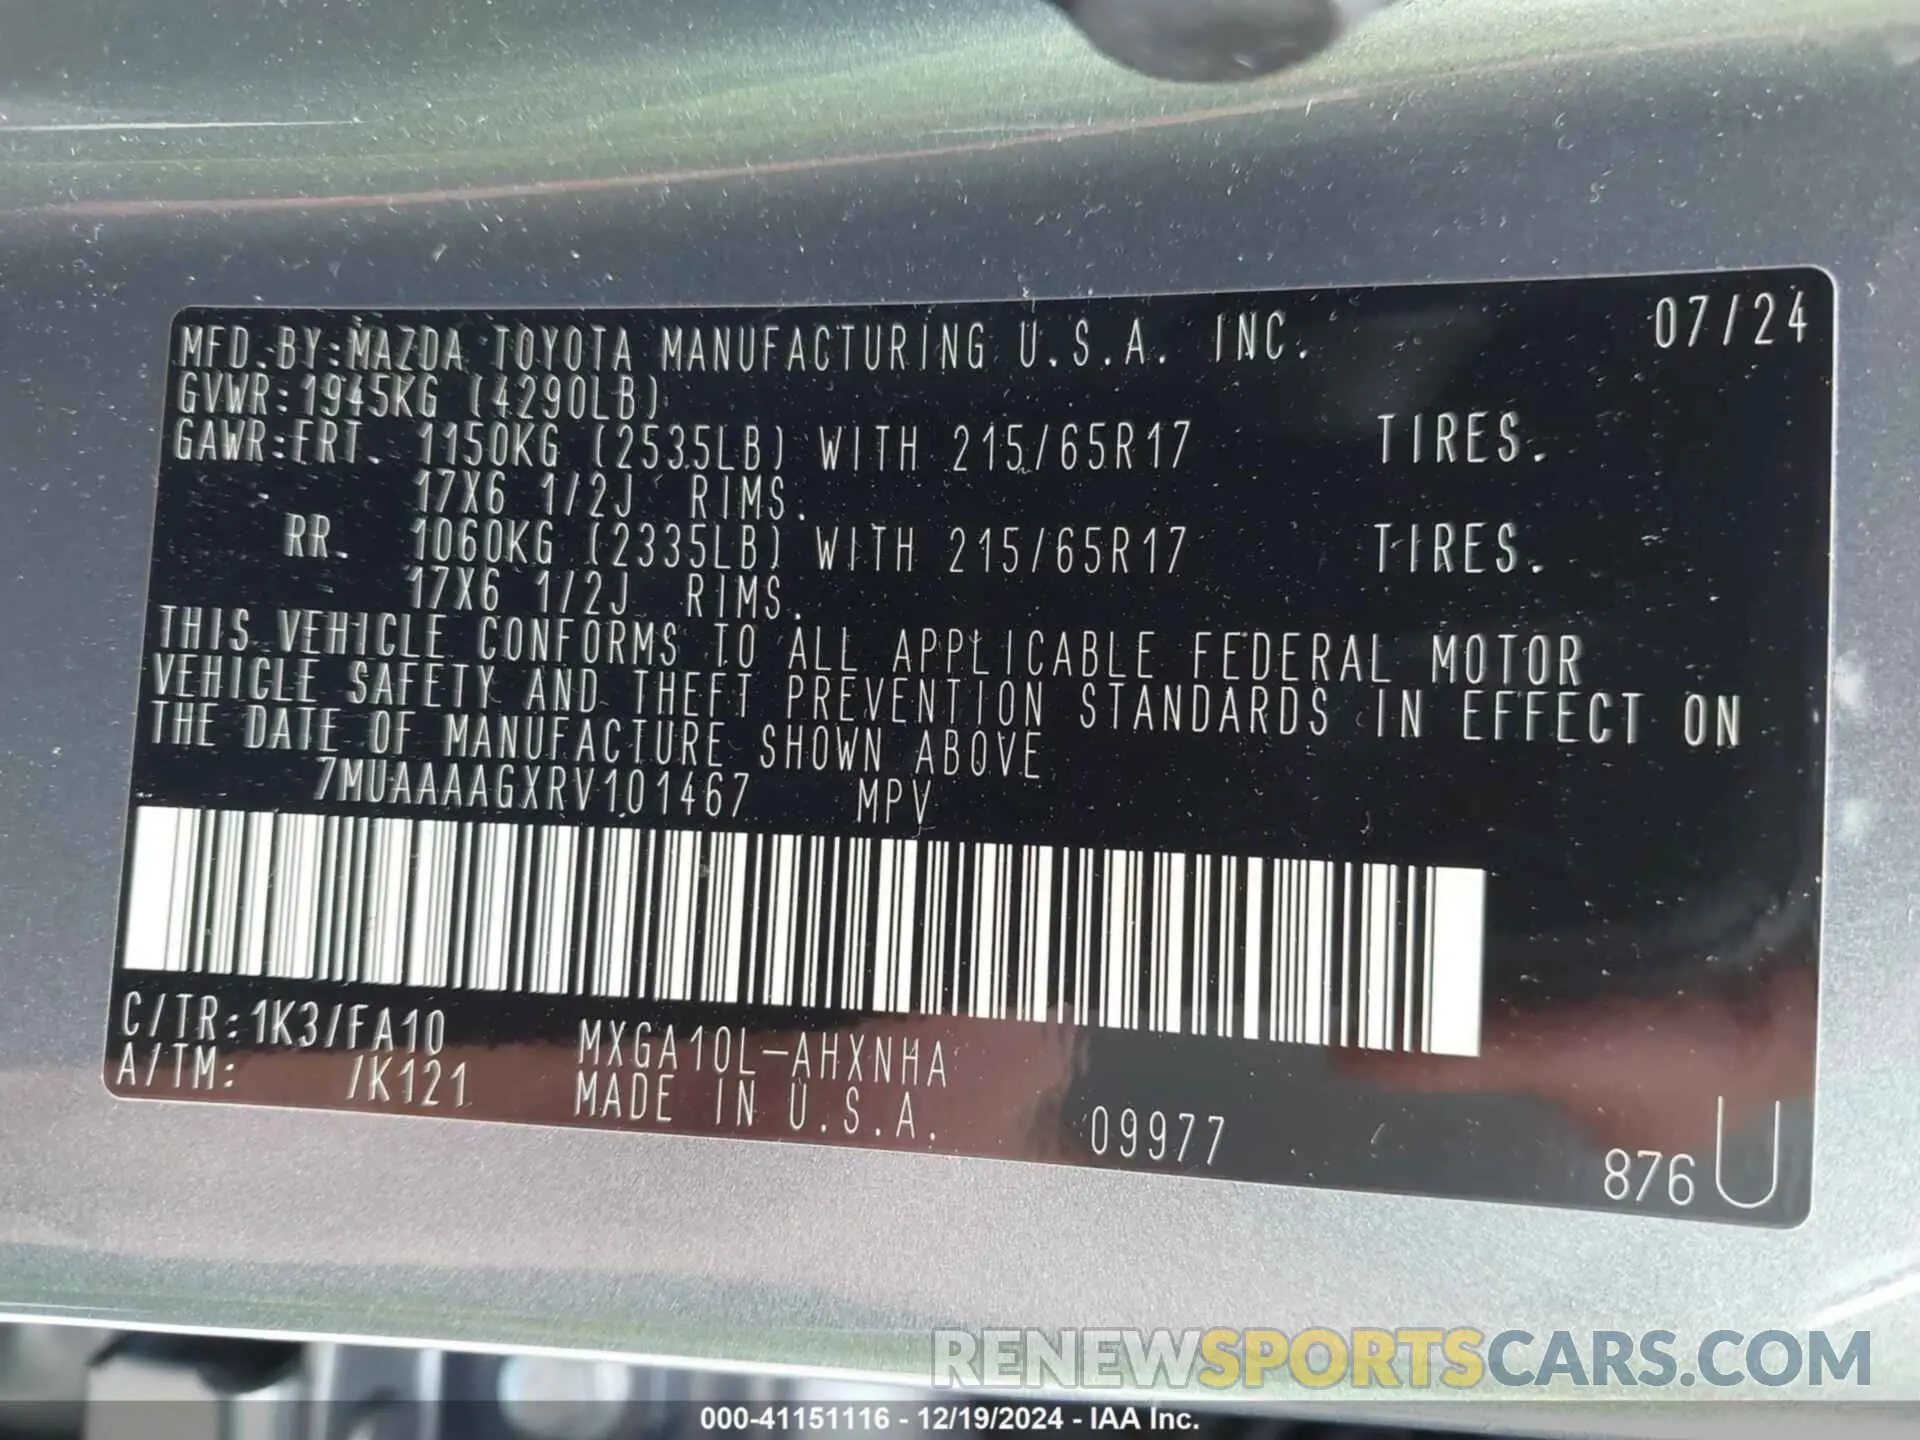 MFD.BY:MAZDA TOYOTA MANUFACTURING U.S.A. INC. 07/24
GVWR:1945KG (4290LB)
GAWR:FRT. 1150KG (2535LB) WITH 215/65R17 TIRES.
17X6 1/2J RIMS.
RR. 1060KG (2335LB) WITH 215/65R17 TIRES.
17X6 1/2J RIMS.
THIS VEHICLE CONFORMS TO ALL APPLICABLE FEDERAL MOTOR
VEHICLE SAFETY AND THEFT PREVENTION STANDARDS IN EFFECT ON
THE DATE OF MANUFACTURE SHOWN ABOVE
7MUAAAAGXRV101467 MPV
C/TR:1K3/FA10 MXGA10L-AHXNHA
A/TM: /K121 MADE IN U.S.A. 09977
876 U
RENEWSPORTSCARS.COM
000-41151116 - 12/19/2024 - IAA Inc.